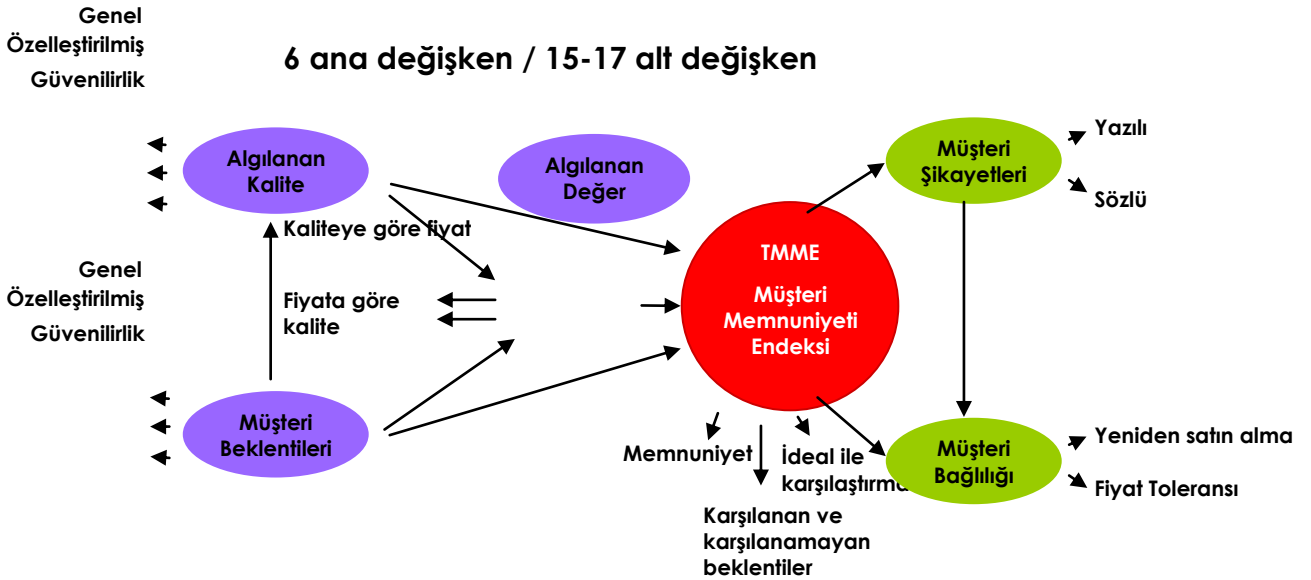 Genel
Özelleştirilmiş
Güvenilirlik
6 ana değişken / 15-17 alt değişken
Algılanan
Kalite
Algılanan
Değer
Müşteri
Şikayetleri
Yazılı
Sözlü
Kaliteye göre fiyat
Genel
Özelleştirilmiş
Güvenilirlik
Fiyata göre
kalite
TMME
Müşteri
Memnuniyeti
Endeksi
Müşteri
Beklentileri
Memnuniyet
İdeal ile
karşılaştırma
Karşılanan ve
karşılanamayan
beklentiler
Müşteri
Bağlılığı
Yeniden satın alma
Fiyat Toleransı